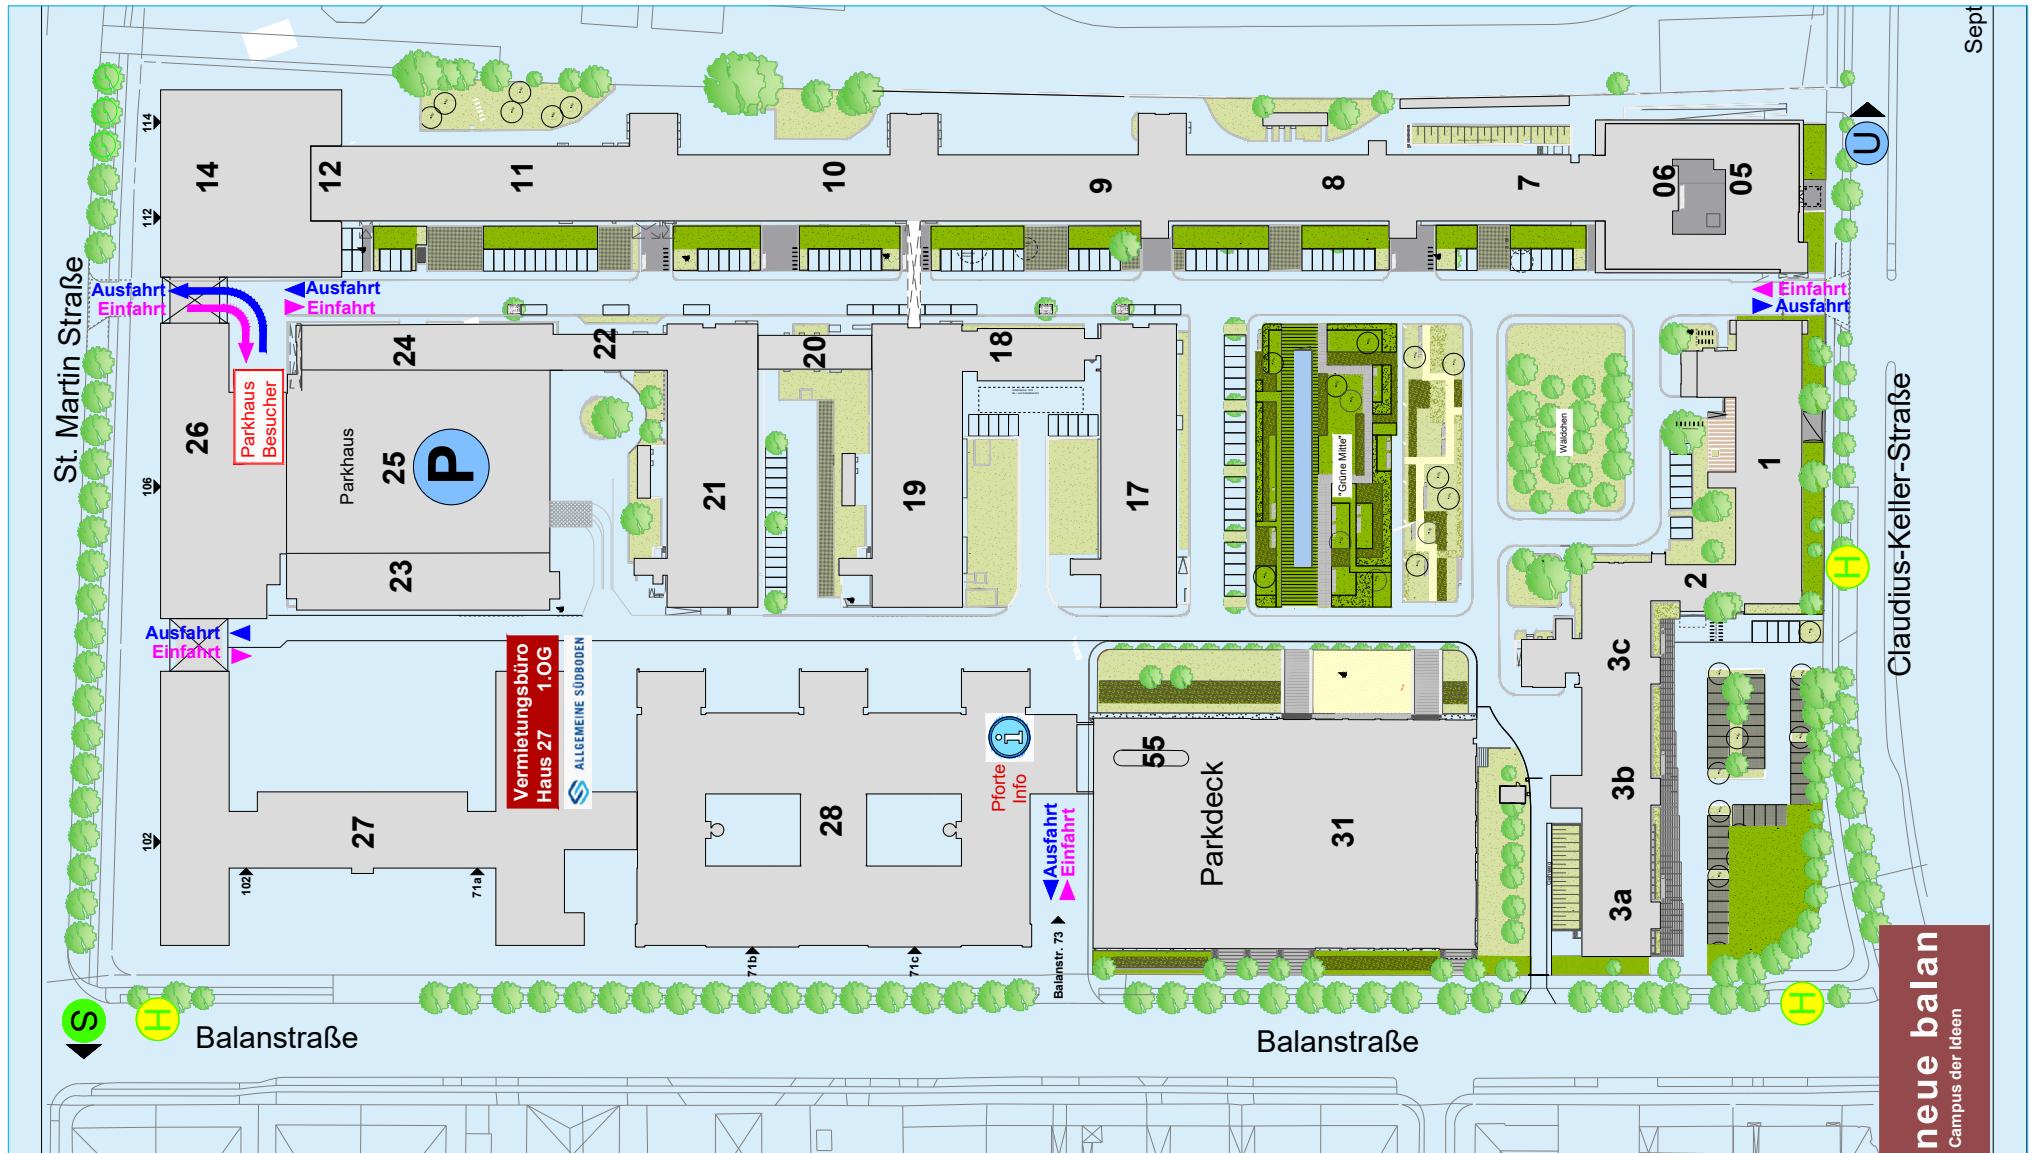 Sept
114
112
14
12
11
10
9
8
7
06
05
U
St. Martin Straße
Ausfahrt
Einfahrt
Ausfahrt
Einfahrt
Einfahrt
Ausfahrt
24
22
20
18
26
Parkhaus
Besucher
Parkhaus
25
P
21
19
17
"Grüne Mitte"
Wäldchen
1
Claudius-Keller-Straße
106
23
2
H
Ausfahrt
Einfahrt
Vermietungsbüro
Haus 27 1.OG
ALLGEMEINE SÜDBODEN
3c
Pforte
Info
i
55
Parkdeck
31
3b
3a
27
28
102
102
71a
71b
71c
Ausfahrt
Einfahrt
Balanstr. 73
S
H
Balanstraße
Balanstraße
H
neue balan
Campus der Ideen